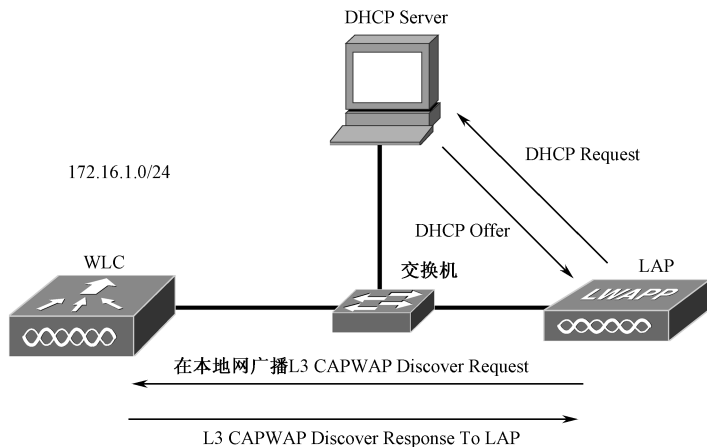 DHCP Server
DHCP Request
172.16.1.0/24
DHCP Offer
WLC
交换机
LAP
LWAPP
在本地网广播L3 CAPWAP Discover Request
L3 CAPWAP Discover Response To LAP